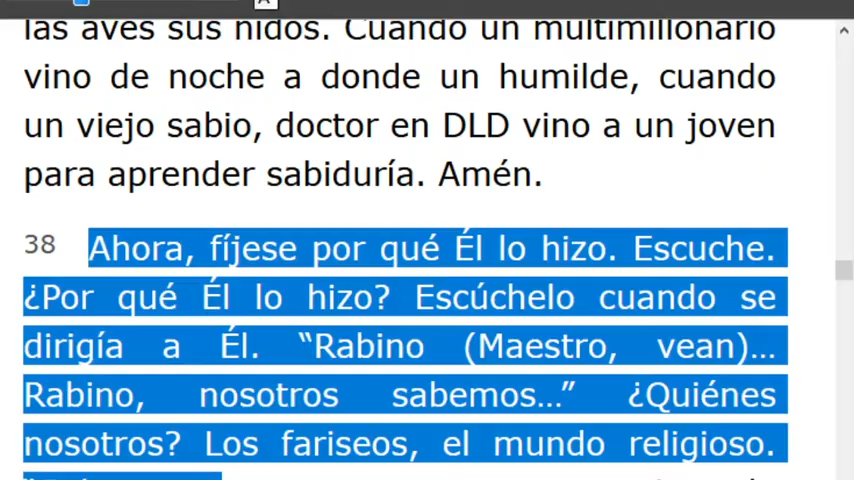 las aves sus nidos. Cuando un multimillonario
vino de noche a donde un humilde, cuando
un viejo sabio, doctor en DLD vino a un joven
para aprender sabiduría. Amén.
38 Ahora, fíjese por qué Él lo hizo. Escuche.
¿Por qué Él lo hizo? Escúchelo cuando se
dirigía a Él. “Rabino (Maestro, vean)…
Rabino, nosotros sabemos…” ¿Quiénes
nosotros? Los fariseos, el mundo religioso.